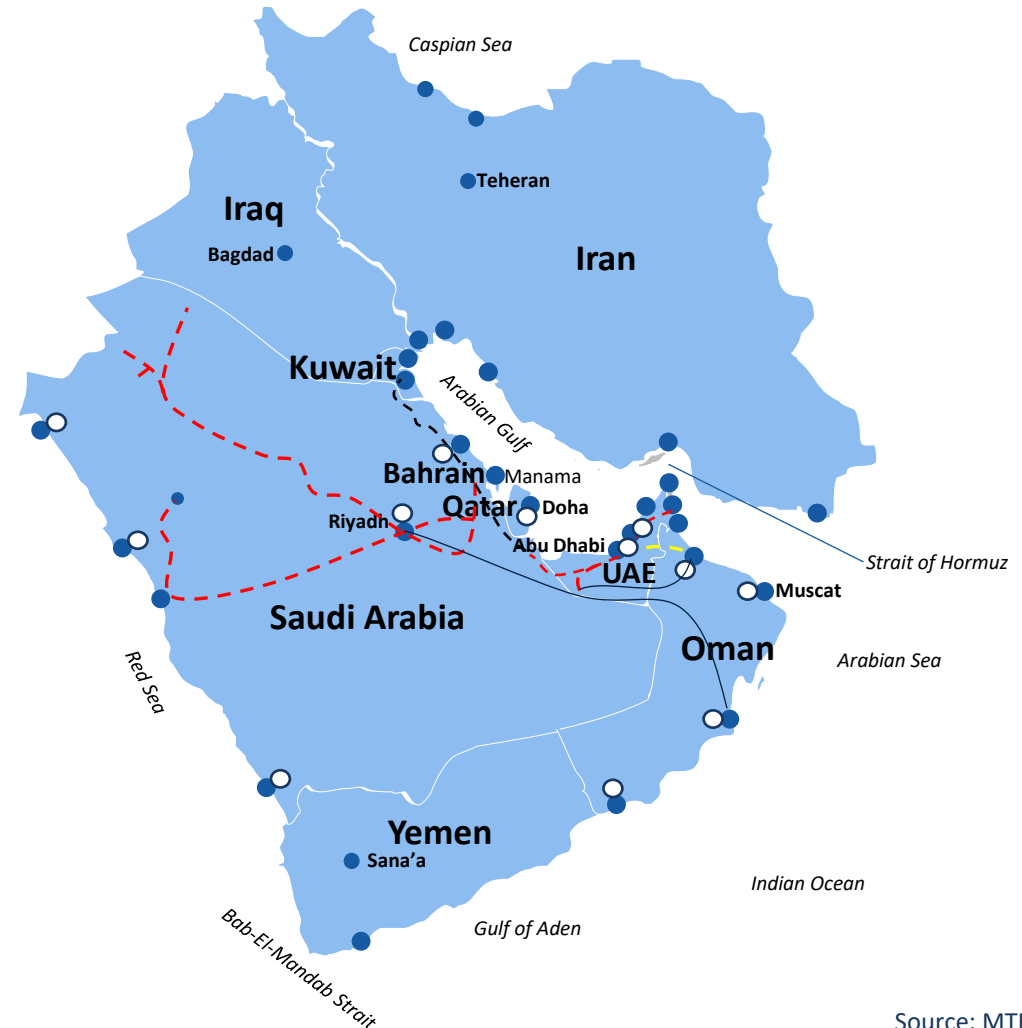 Caspian Sea
Teheran
Iraq
Bagdad
Iran
Kuwait
Arabian Gulf
Bahrain
Manama
Qatar
Doha
Riyadh
Abu Dhabi
Strait of Hormuz
UAE
Muscat
Saudi Arabia
Oman
Arabian Sea
Red Sea
Yemen
Sana’a
Indian Ocean
Gulf of Aden
Bab-El-Mandab Strait
Source: